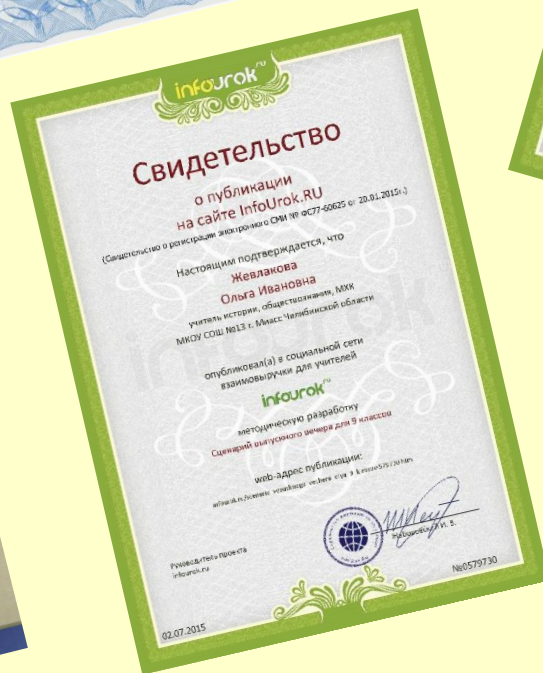 infourok.ru
Свидетельство
о публикации
на сайте InfoUrok.RU
(Свидетельство о регистрации электронного СМИ № ФС77-60625 от 20.01.2015г.)
Настоящим подтверждается, что
Жевлакова
Ольга Ивановна
учитель истории, обществознания, МХК
МКОУ СОШ №13 г. Миасс Челябинской области
опубликовал(а) в социальной сети
взаимовыручки для учителей
infourok.ru
методическую разработку
Сценарий выпускного вечера для 9 классов
web-адрес публикации:
Руководитель проекта
infourok.ru
И. В.
02.07.2015
№0579730